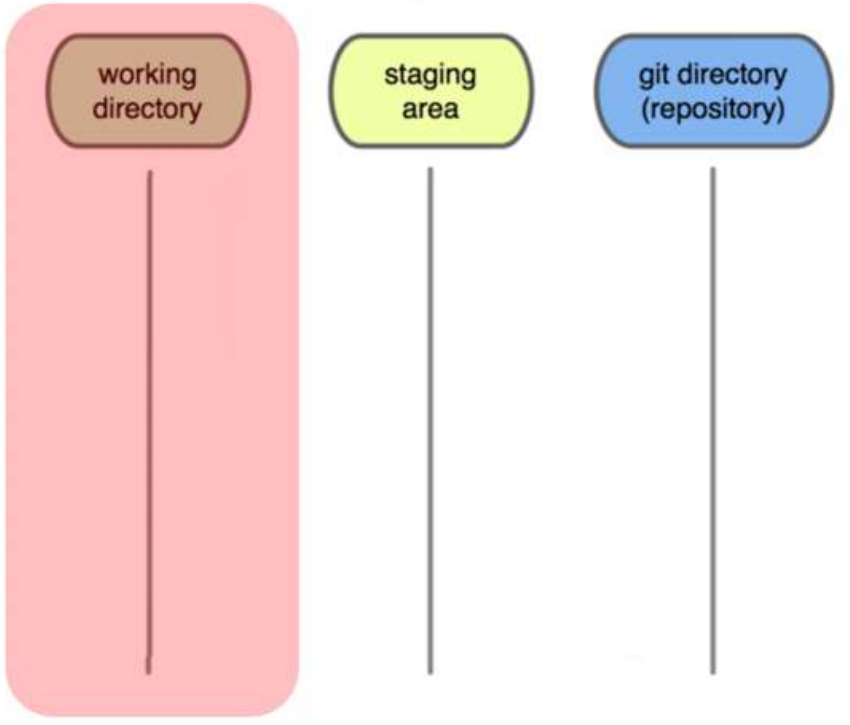 working
directory
staging
area
git directory
(repository)